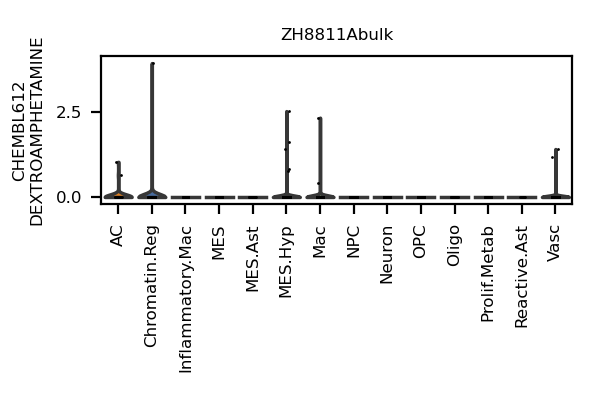 ZH8811Abulk
CHEMBL612
DEXTROAMPHETAMINE
2.5
0.0
AC
Chromatin.Reg
Inflammatory.Mac
MES
MES.Ast
MES.Hyp
Mac
NPC
Neuron
OPC
Oligo
Prolif.Metab
Reactive.Ast
Vasc